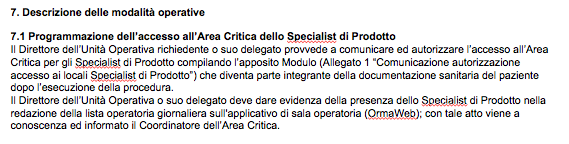 7. Descrizione delle modalità operative
7.1 Programmazione dell'accesso all'Area Critica dello Specialist di Prodotto
Il Direttore dell'Unità Operativa richiedente o suo delegato provvede a comunicare ed autorizzare l'accesso all'Area
Critica per gli Specialist di Prodotto compilando l'apposito Modulo (Allegato 1 "Comunicazione autorizzazione
accesso ai locali Specialist di Prodotto") che diventa parte integrante della documentazione sanitaria del paziente
dopo l'esecuzione della procedura.
Il Direttore dell'Unità Operativa o suo delegato deve dare evidenza della presenza dello Specialist di Prodotto nella
redazione della lista operatoria giornaliera sull'applicativo di sala operatoria (OrmaWeb); con tale atto viene a
conoscenza ed informato il Coordinatore dell'Area Critica.